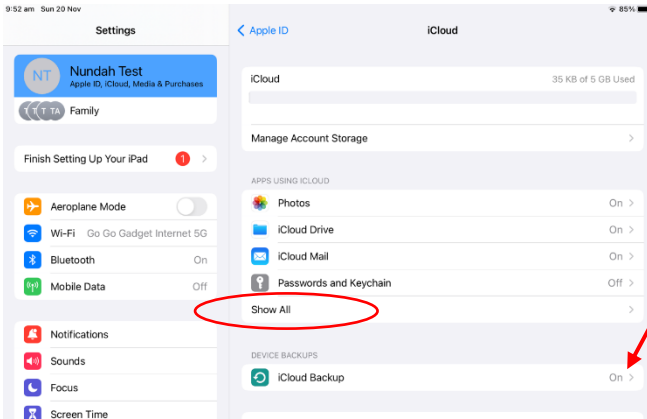 9:52 am Sun 20 Nov
85%
Settings
NT
Nundah Test
Apple ID, iCloud, Media & Purchases
T T T TA Family
Finish Setting Up Your iPad 1
Aeroplane Mode
Wi-Fi Go Go Gadget Internet 5G
Bluetooth On
Mobile Data Off
Notifications
Sounds
Focus
Screen Time
Apple ID
iCloud
iCloud 35 KB of 5 GB Used
Manage Account Storage
APPS USING ICLOUD
Photos On
iCloud Drive On
iCloud Mail On
Passwords and Keychain Off
Show All
DEVICE BACKUPS
iCloud Backup On